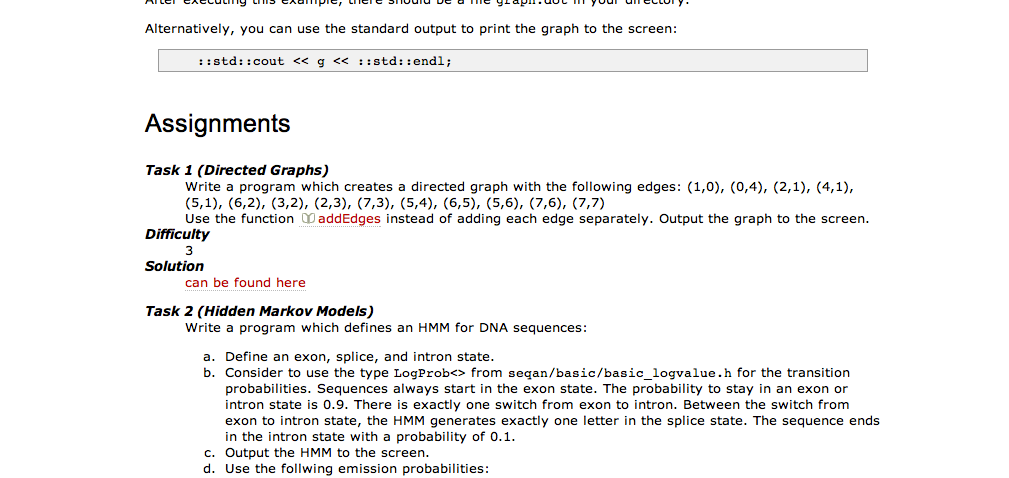 After executing this example, there should be a file graph.dot in your directory.
Alternatively, you can use the standard output to print the graph to the screen:
::std::cout << g << ::std::endl;
Assignments
Task 1 (Directed Graphs)
Write a program which creates a directed graph with the following edges: (1,0), (0,4), (2,1), (4,1),
(5,1), (6,2), (3,2), (2,3), (7,3), (5,4), (6,5), (5,6), (7,6), (7,7)
Use the function addEdges instead of adding each edge separately. Output the graph to the screen.
Difficulty
3
Solution
can be found here
Task 2 (Hidden Markov Models)
Write a program which defines an HMM for DNA sequences:
a. Define an exon, splice, and intron state.
b. Consider to use the type LogProb<> from seqan/basic/basic_logvalue.h for the transition
probabilities. Sequences always start in the exon state. The probability to stay in an exon or
intron state is 0.9. There is exactly one switch from exon to intron. Between the switch from
exon to intron state, the HMM generates exactly one letter in the splice state. The sequence ends
in the intron state with a probability of 0.1.
c. Output the HMM to the screen.
d. Use the follwing emission probabilities: